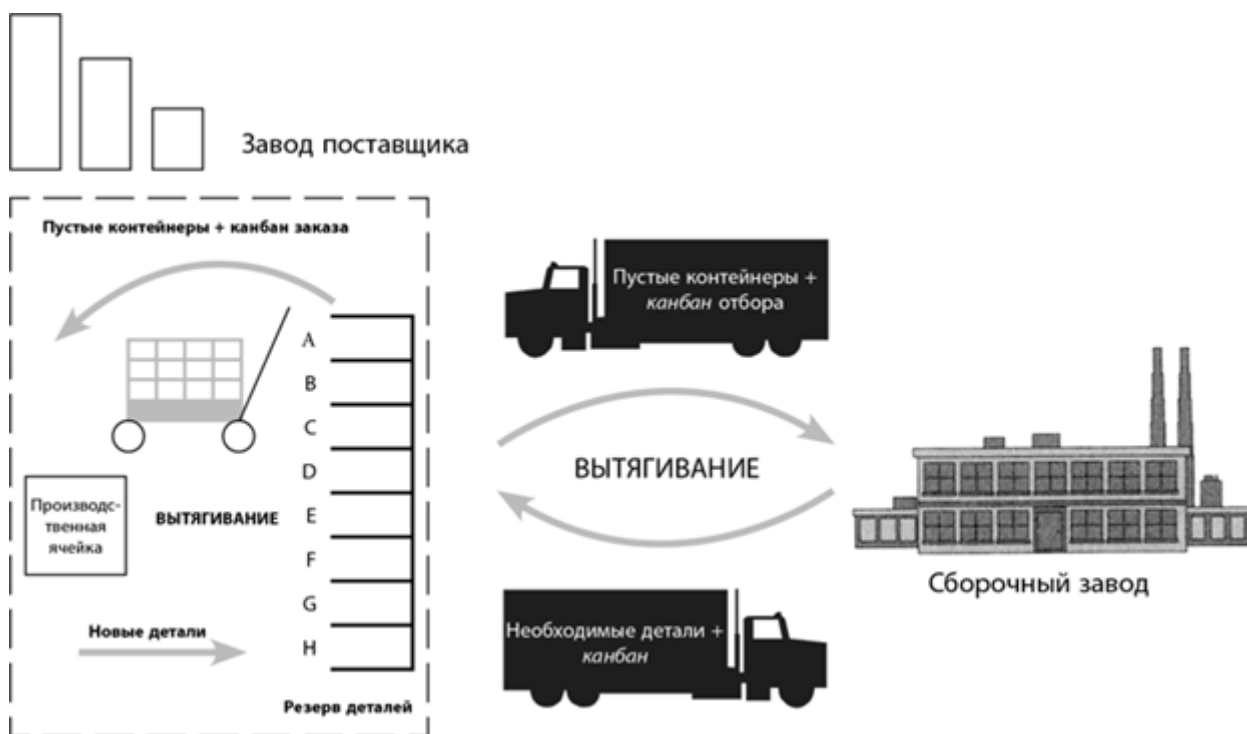 Завод поставщика
Пустые контейнеры + канбан заказа
Пустые контейнеры +
канбан отбора
A
B
C
D
E
F
G
H
Производс-
твенная
ячейка
ВЫТЯГИВАНИЕ
ВЫТЯГИВАНИЕ
Сборочный завод
Новые детали
Необходимые детали +
канбан
Резерв деталей